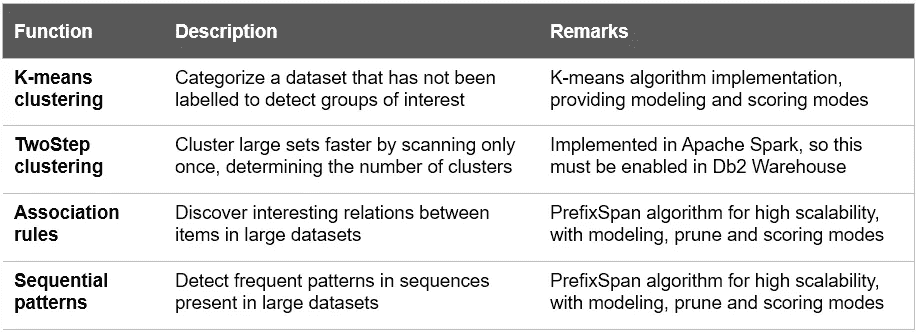 Function Description Remarks
K-means Categorize a dataset that has not been K-means algorithm implementation,
clustering labelled to detect groups of interest providing modeling and scoring modes
TwoStep Cluster large sets faster by scanning only Implemented in Apache Spark, so this
clustering once, determining the number of clusters must be enabled in Db2 Warehouse
Association Discover interesting relations between PrefixSpan algorithm for high scalability,
rules items in large datasets with modeling, prune and scoring modes
Sequential Detect frequent patterns in sequences PrefixSpan algorithm for high scalability,
patterns present in large datasets with modeling, prune and scoring modes